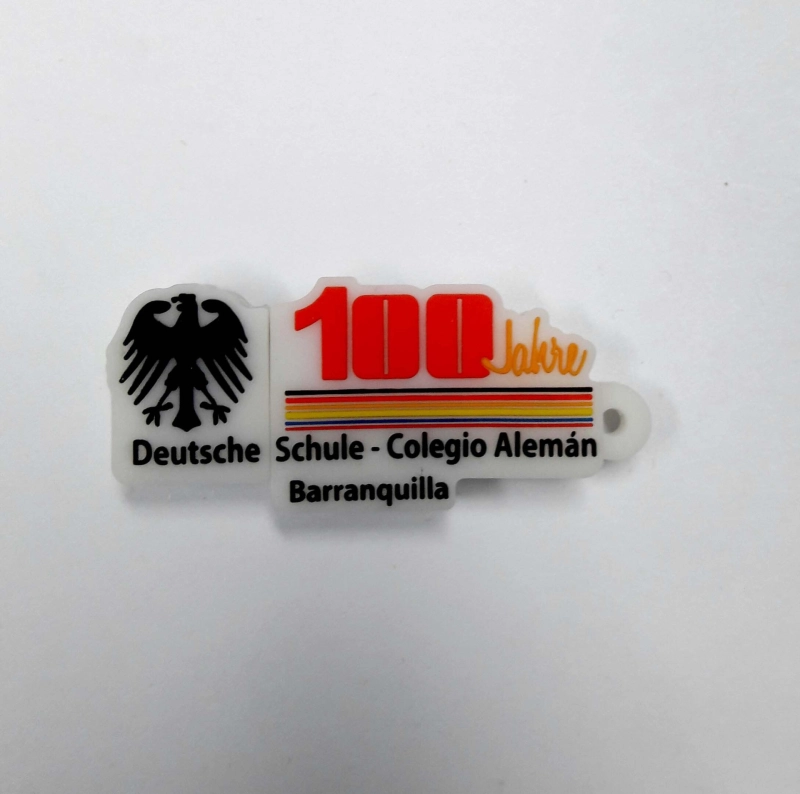 100 Jahre
Deutsche Schule - Colegio Alemán
Barranquilla